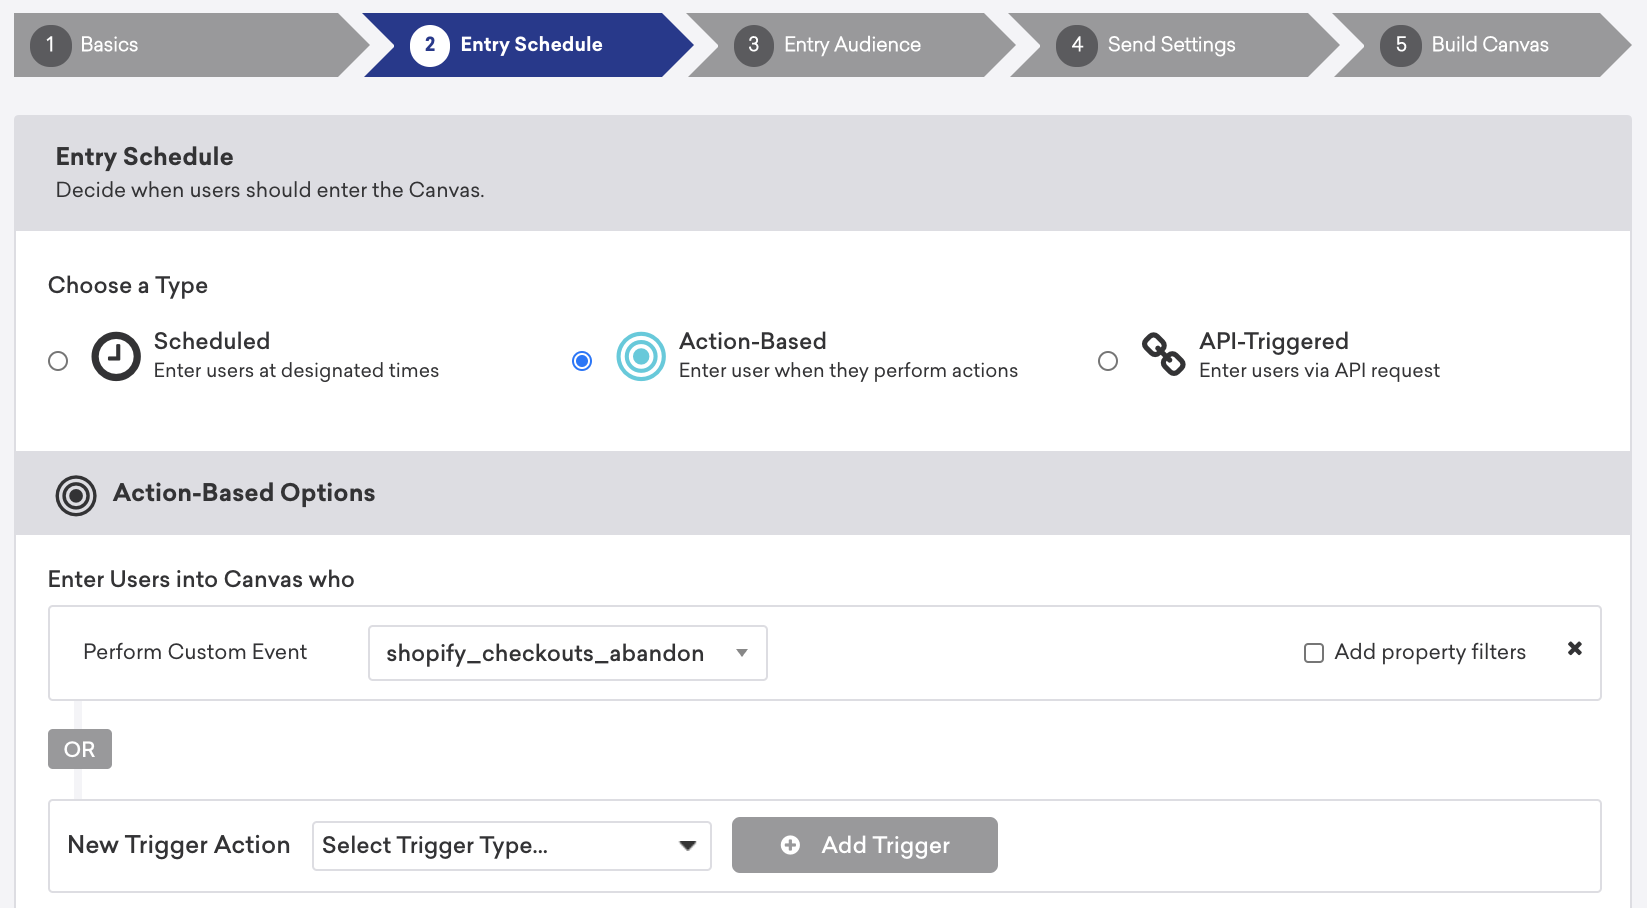 1 Basics
2 Entry Schedule
3 Entry Audience
4 Send Settings
5 Build Canvas
Entry Schedule
Decide when users should enter the Canvas.
Choose a Type
Scheduled
Enter users at designated times
Action-Based
Enter user when they perform actions
API-Triggered
Enter users via API request
Action-Based Options
Enter Users into Canvas who
Perform Custom Event shopify_checkouts_abandon Add property filters
OR
New Trigger Action Select Trigger Type... Add Trigger